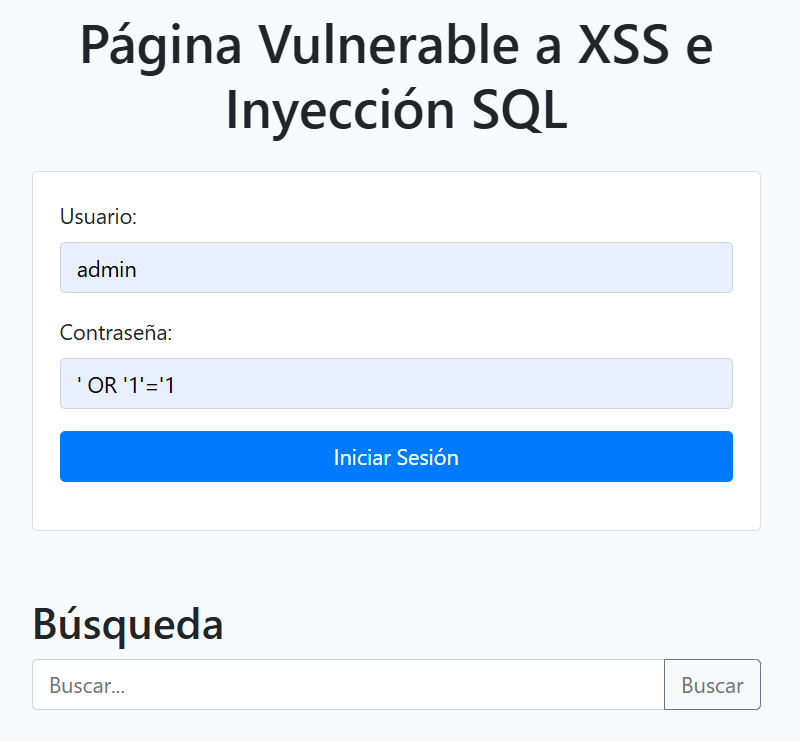 Página Vulnerable a XSS e
Inyección SQL
Usuario:
admin
Contraseña:
' OR '1'='1
Iniciar Sesión
Búsqueda
Buscar...
Buscar